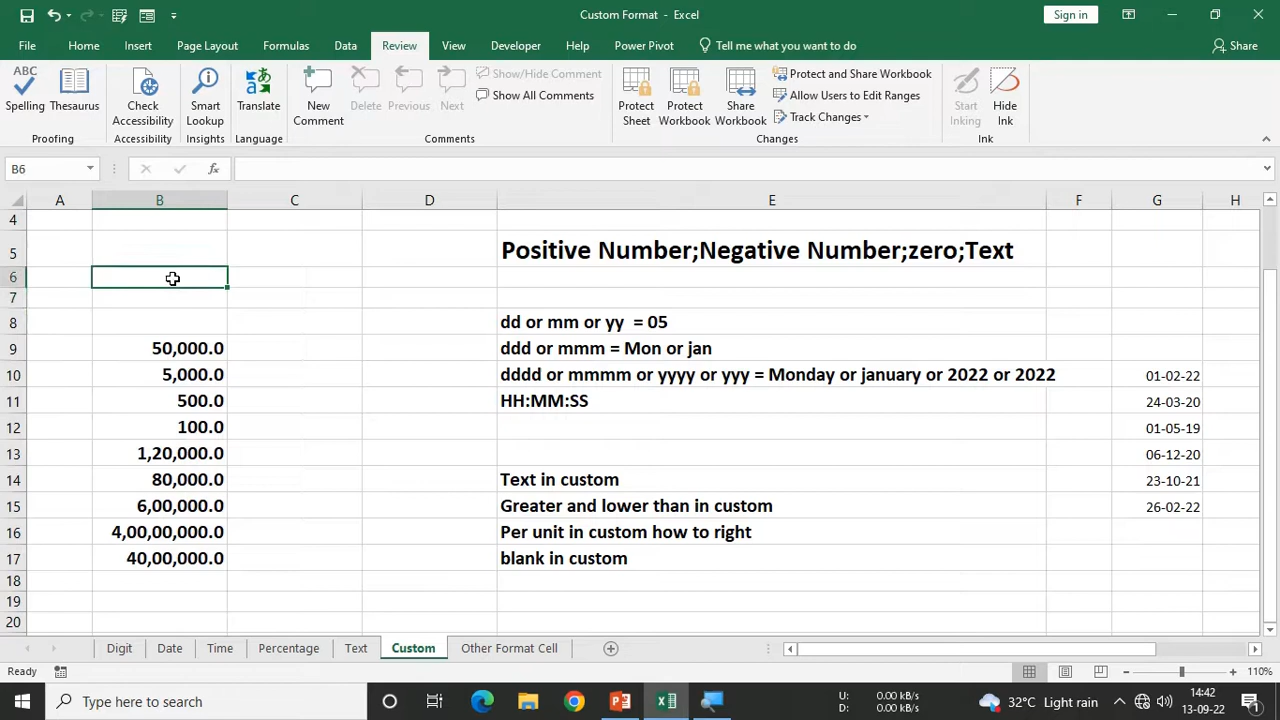 Custom Format - Excel
Sign in
File Home Insert Page Layout Formulas Data Review View Developer Help Power Pivot Tell me what you want to do Share
ABC
Spelling
Thesaurus
Proofing
Check Accessibility
Accessibility
Smart Lookup
Insights
Translate
Language
New Comment
Delete
Previous
Next
Show/Hide Comment
Show All Comments
Comments
Protect Sheet
Protect Workbook
Share Workbook
Protect and Share Workbook
Allow Users to Edit Ranges
Track Changes
Changes
Start Inking
Hide Ink
Ink
B6
fx
A B C D E F G H
4
5 Positive Number;Negative Number;zero;Text
6
7
8 dd or mm or yy = 05
9 50,000.0 ddd or mmm = Mon or jan
10 5,000.0 dddd or mmmm or yyyy or yyy = Monday or january or 2022 or 2022 01-02-22
11 500.0 HH:MM:SS 24-03-20
12 100.0 01-05-19
13 1,20,000.0 06-12-20
14 80,000.0 Text in custom 23-10-21
15 6,00,000.0 Greater and lower than in custom 26-02-22
16 4,00,00,000.0 Per unit in custom how to right
17 40,00,000.0 blank in custom
18
19
20
Digit Date Time Percentage Text Custom Other Format Cell
Ready
110%
Type here to search
U: 0.00 kB/s
D: 0.00 kB/s
32°C Light rain
14:42
13-09-22
1